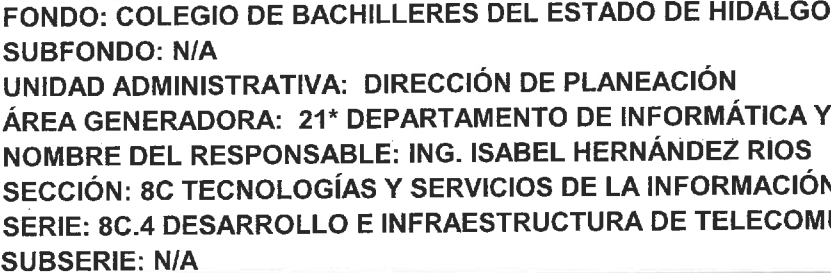 FONDO: COLEGIO DE BACHILLERES DEL ESTADO DE HIDALGO
SUBFONDO: N/A
UNIDAD ADMINISTRATIVA: DIRECCIÓN DE PLANEACIÓN
ÁREA GENERADORA: 21* DEPARTAMENTO DE INFORMÁTICA Y
NOMBRE DEL RESPONSABLE: ING. ISABEL HERNÁNDEZ RIOS
SECCIÓN: 8C TECNOLOGÍAS Y SERVICIOS DE LA INFORMACIÓN
SERIE: 8C.4 DESARROLLO E INFRAESTRUCTURA DE TELECOMU
SUBSERIE: N/A